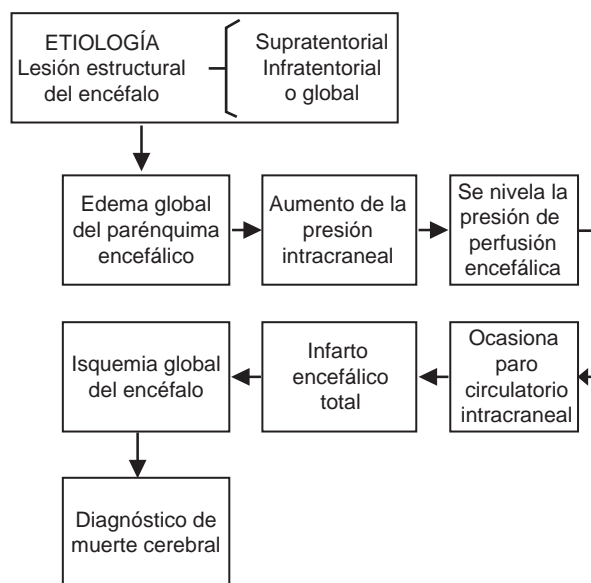 ETIOLOGÍA
Lesión estructural
del encéfalo
Supratentorial
Infratentorial
o global
Edema global
del parénquima
encefálico
Aumento de la
presión
intracraneal
Se nivela la
presión de
perfusión
encefálica
Ocasiona
paro
circulatorio
intracraneal
Infarto
encefálico
total
Isquemia global
del encéfalo
Diagnóstico de
muerte cerebral